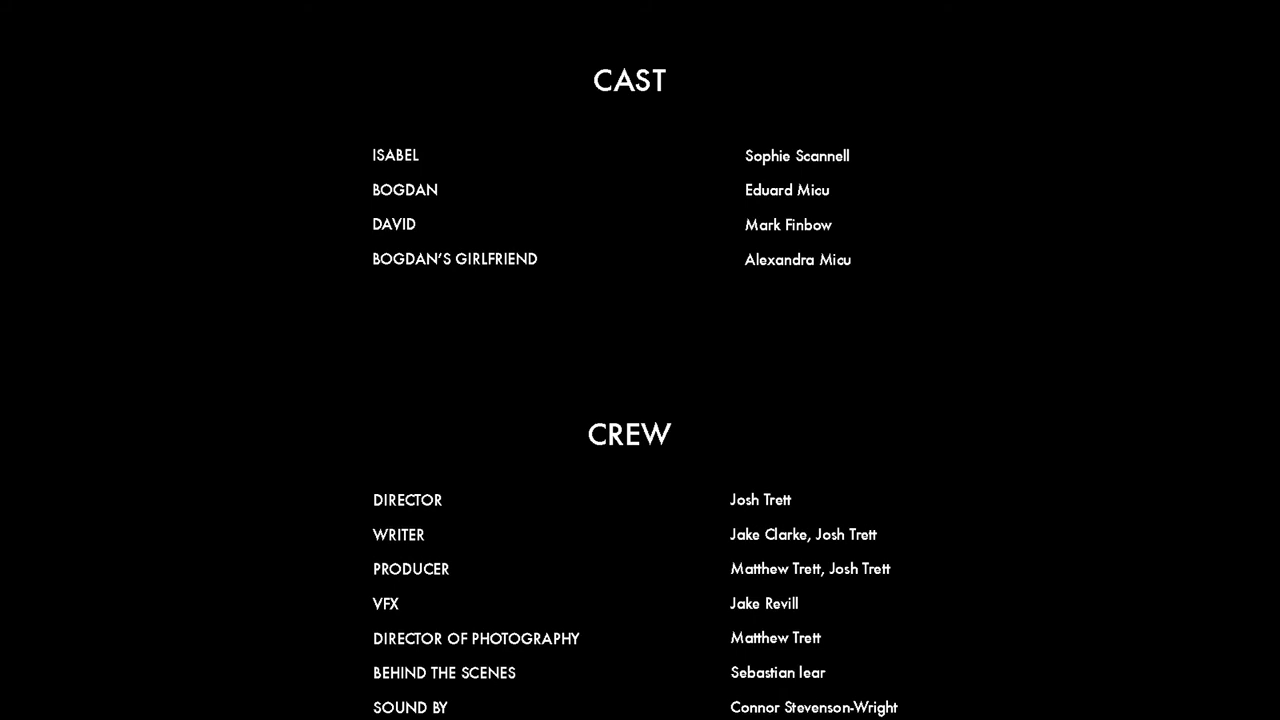 CAST
ISABEL Sophie Scannell
BOGDAN Eduard Micu
DAVID Mark Finbow
BOGDAN'S GIRLFRIEND Alexandra Micu
CREW
DIRECTOR Josh Trett
WRITER Jake Clarke, Josh Trett
PRODUCER Matthew Trett, Josh Trett
VFX Jake Revill
DIRECTOR OF PHOTOGRAPHY Matthew Trett
BEHIND THE SCENES Sebastian lear
SOUND BY Connor Stevenson-Wright